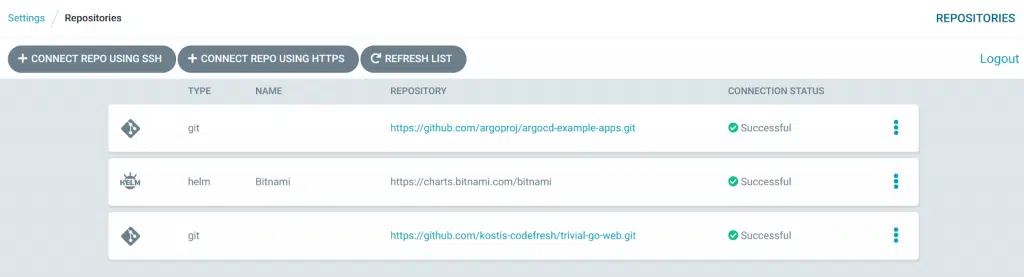 Settings / Repositories REPOSITORIES
+ CONNECT REPO USING SSH + CONNECT REPO USING HTTPS REFRESH LIST Logout
TYPE NAME REPOSITORY CONNECTION STATUS
git https://github.com/argoproj/argocd-example-apps.git Successful
HELM helm Bitnami https://charts.bitnami.com/bitnami Successful
git https://github.com/kostis-codefresh/trivial-go-web.git Successful